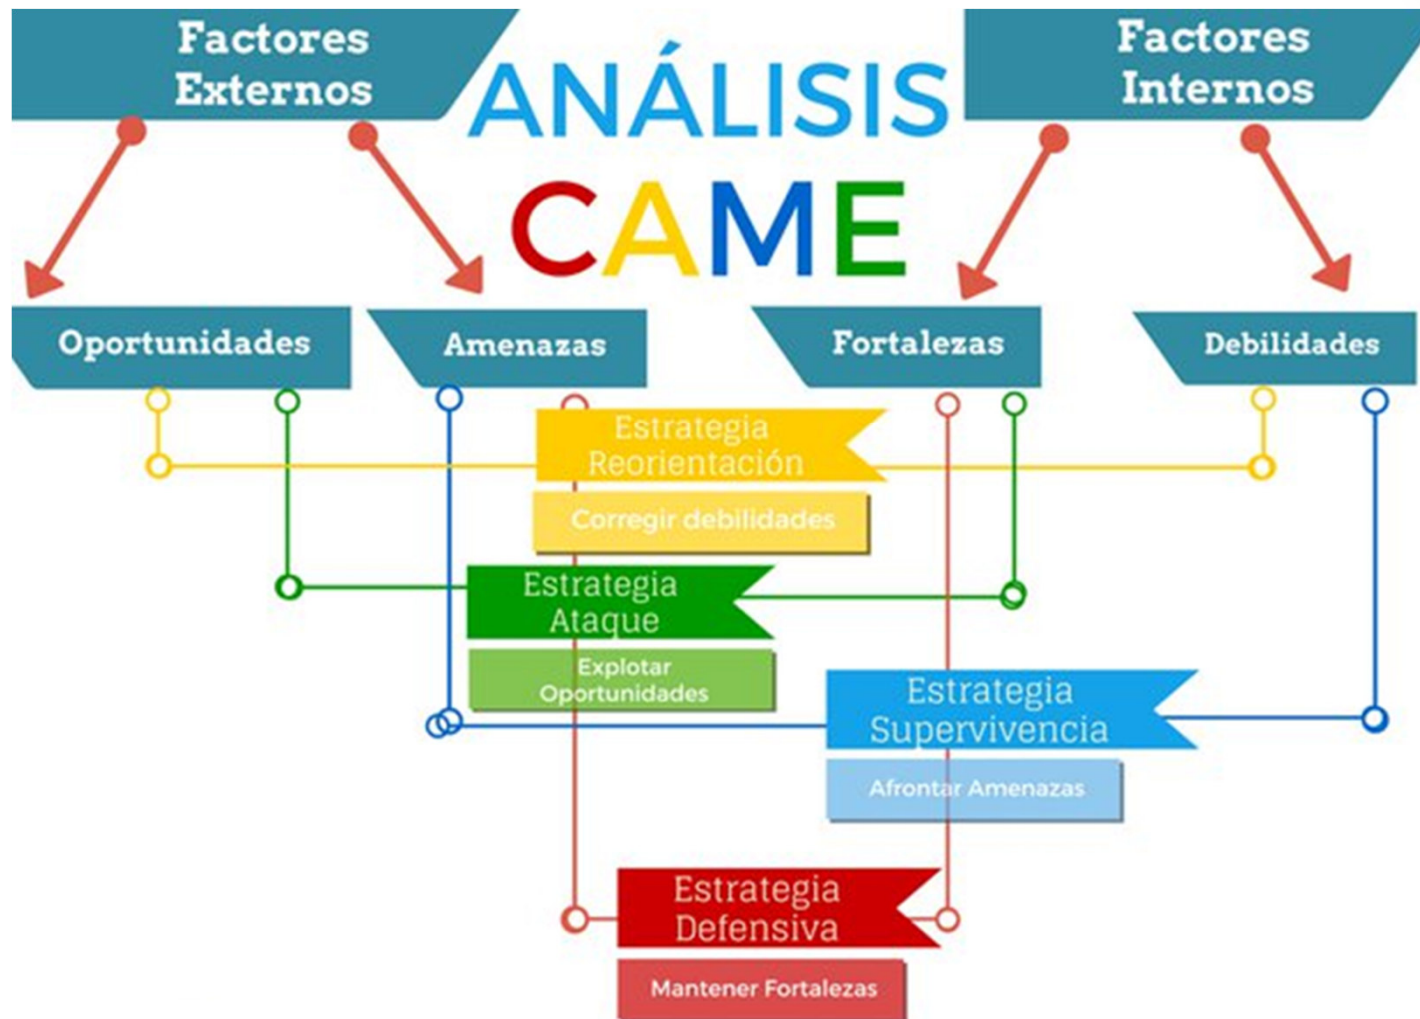 Factores
Externos
ANÁLISIS
CAME
Factores
Internos
Oportunidades
Amenazas
Fortalezas
Debilidades
Estrategia
Reorientación
Corregir debilidades
Estrategia
Ataque
Explotar
Oportunidades
Estrategia
Supervivencia
Afrontar Amenazas
Estrategia
Defensiva
Mantener Fortalezas